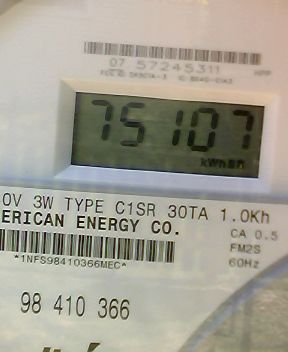 07 57245311
75107
kWh
0V 3W TYPE C1SR 30TA 1.0Kh
ERICAN ENERGY CO.
CA 0.5
FM2S
*1NFS98410366MEC*
60Hz
98 410 366